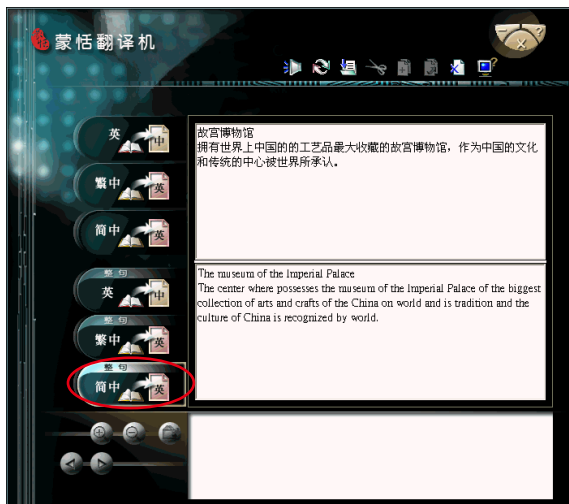 蒙恬翻译机
英 中
繁中 英
简中 英
整句
英 中
整句
繁中 英
整句
简中 英
故宫博物馆
拥有世界上中国的的工艺品最大收藏的故宫博物馆，作为中国的文化
和传统的中心被世界所承认。
The museum of the Imperial Palace
The center where possesses the museum of the Imperial Palace of the biggest
collection of arts and crafts of the China on world and is tradition and the
culture of China is recognized by world.